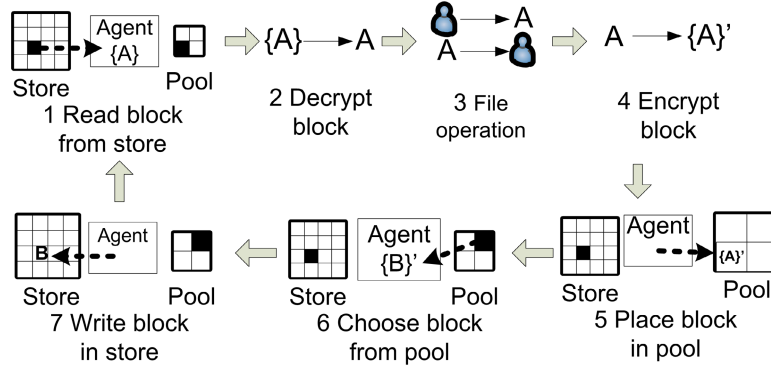 Agent
{A}
Store
Pool
1 Read block
from store
{A} A
2 Decrypt
block
A
A
3 File
operation
A {A}’
4 Encrypt
block
Agent
{A}’
Store
Pool
5 Place block
in pool
Agent
{B}’
Store
Pool
6 Choose block
from pool
B
Agent
Store
Pool
7 Write block
in store